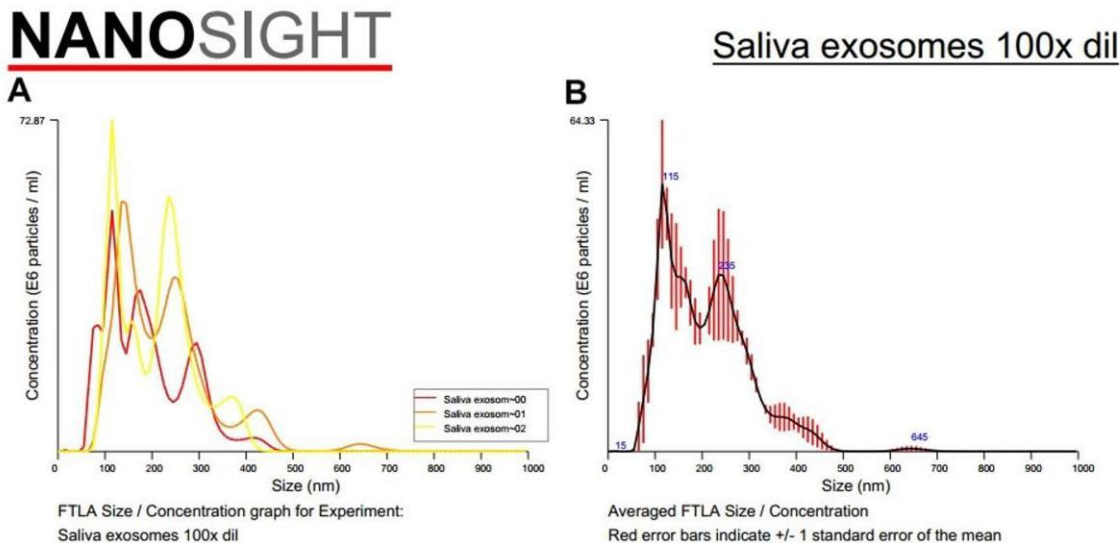 NANOSIGHT
Saliva exosomes 100x dil
A
72.87
Concentration (E6 particles / ml)
Saliva exosom~00
Saliva exosom~01
Saliva exosom~02
0 100 200 300 400 500 600 700 800 900 1000
Size (nm)
FTLA Size / Concentration graph for Experiment:
Saliva exosomes 100x dil
B
64.33
Concentration (E6 particles / ml)
115
235
15
645
0 100 200 300 400 500 600 700 800 900 1000
Size (nm)
Averaged FTLA Size / Concentration
Red error bars indicate +/- 1 standard error of the mean